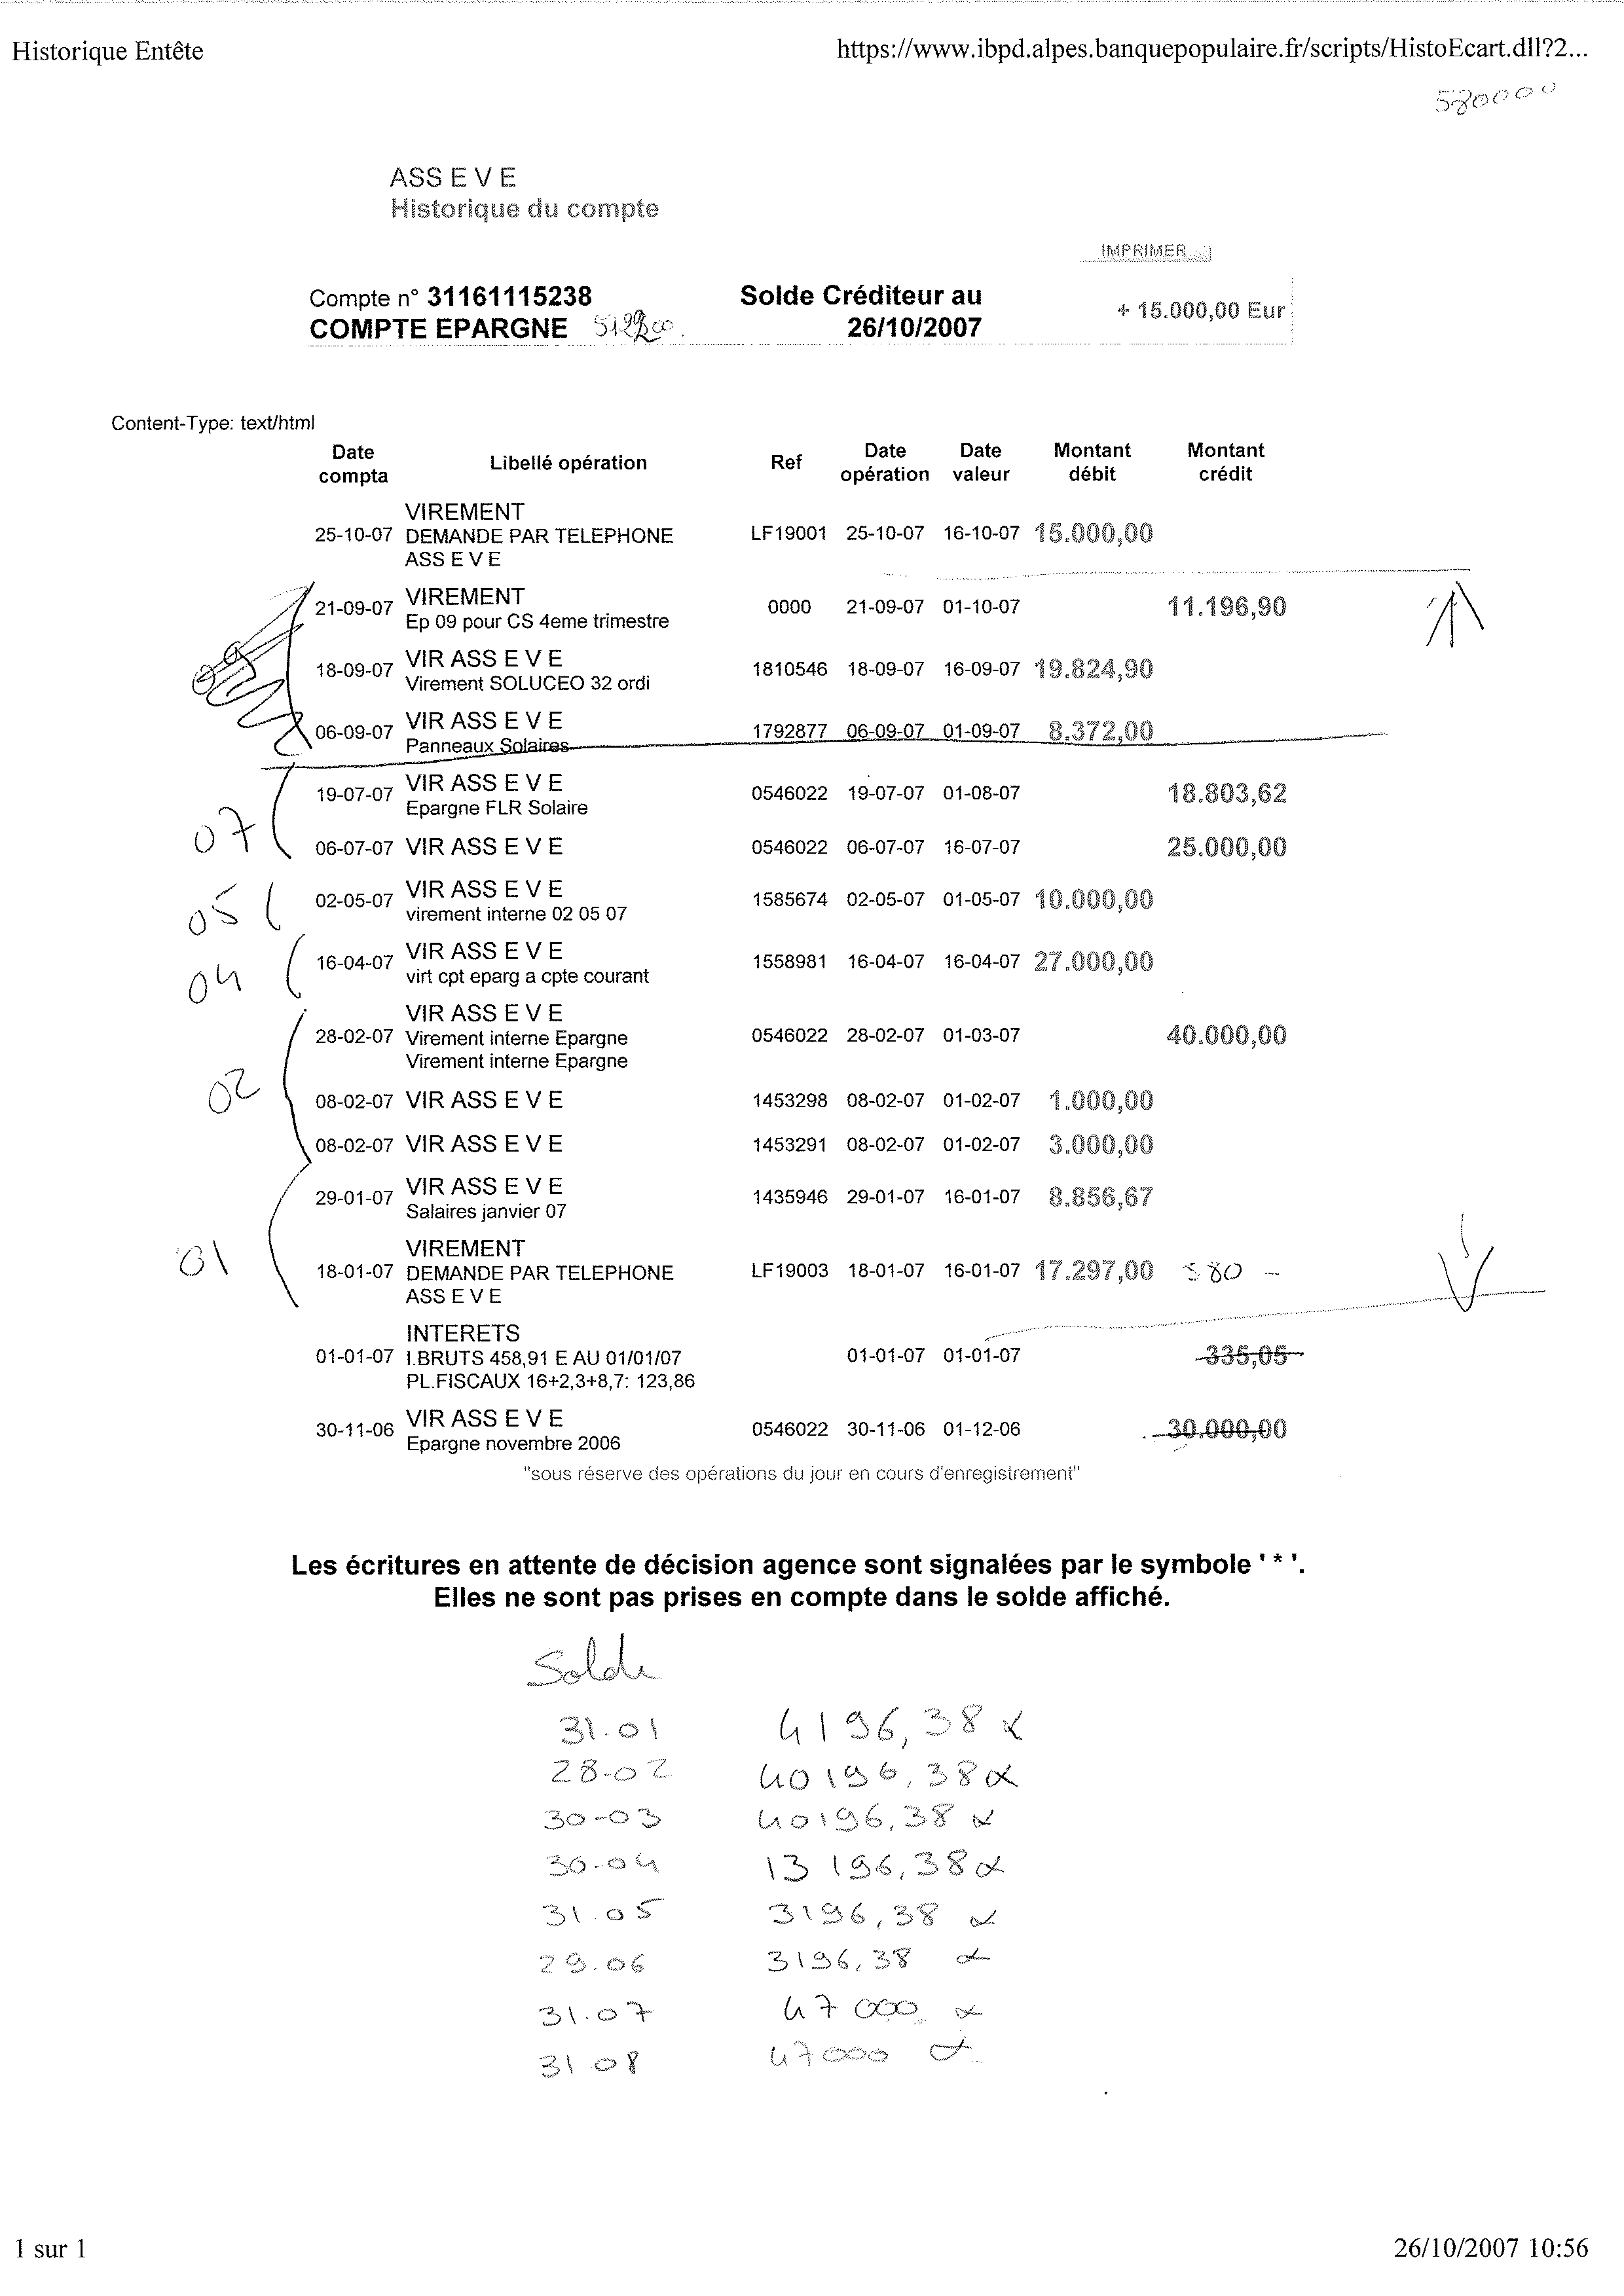 Historique Entête
https://www.ibpd.alpes.banquepopulaire.fr/scripts/HistoEcart.dll?2...
580000
ASS E V E
Historique du compte
IMPRIMER
Compte n° 31161115238
COMPTE EPARGNE
Solde Créditeur au
26/10/2007
+ 15.000,00 Eur
Content-Type: text/html
Date compta Libellé opération Ref Date opération Date valeur Montant débit Montant crédit
VIREMENT
25-10-07 DEMANDE PAR TELEPHONE LF19001 25-10-07 16-10-07 15.000,00
ASS E V E
VIREMENT
21-09-07 Ep 09 pour CS 4eme trimestre 0000 21-09-07 01-10-07 11.196,90
VIR ASS E V E
18-09-07 Virement SOLUCEO 32 ordi 1810546 18-09-07 16-09-07 19.824,90
VIR ASS E V E
06-09-07 Panneaux Solaires 1792877 06-09-07 01-09-07 8.372,00
VIR ASS E V E
19-07-07 Epargne FLR Solaire 0546022 19-07-07 01-08-07 18.803,62
07
06-07-07 VIR ASS E V E 0546022 06-07-07 16-07-07 25.000,00
VIR ASS E V E
05 02-05-07 virement interne 02 05 07 1585674 02-05-07 01-05-07 10.000,00
VIR ASS E V E
04 16-04-07 virt cpt eparg a cpte courant 1558981 16-04-07 16-04-07 27.000,00
VIR ASS E V E
28-02-07 Virement interne Epargne 0546022 28-02-07 01-03-07 40.000,00
Virement interne Epargne
02
08-02-07 VIR ASS E V E 1453298 08-02-07 01-02-07 1.000,00
08-02-07 VIR ASS E V E 1453291 08-02-07 01-02-07 3.000,00
VIR ASS E V E
29-01-07 Salaires janvier 07 1435946 29-01-07 16-01-07 8.856,67
VIREMENT
01 18-01-07 DEMANDE PAR TELEPHONE LF19003 18-01-07 16-01-07 17.297,00 580 -
ASS E V E
INTERETS
01-01-07 I.BRUTS 458,91 E AU 01/01/07 01-01-07 01-01-07 335,05
PL.FISCAUX 16+2,3+8,7: 123,86
VIR ASS E V E
30-11-06 Epargne novembre 2006 0546022 30-11-06 01-12-06 30.000,00
"sous réserve des opérations du jour en cours d'enregistrement"
Les écritures en attente de décision agence sont signalées par le symbole ' * '.
Elles ne sont pas prises en compte dans le solde affiché.
Solde
31.01 4196,38
28-02 40196,38
30-03 40196,38
30-04 13 196,38
31.05 3196,38
29.06 3196,38
31.07 47 000
31 08 47000
1 sur 1
26/10/2007 10:56